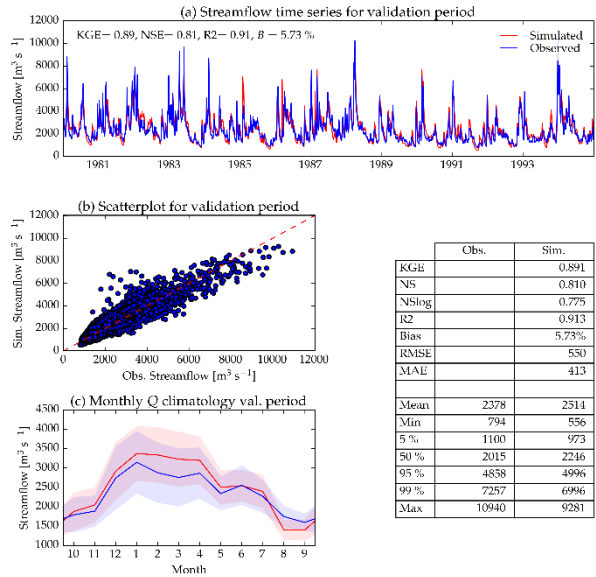 (a) Streamflow time series for validation period
12000
10000
8000
6000
4000
2000
0
Streamflow [m³ s⁻¹]
KGE− 0.89, NSE− 0.81, R2− 0.91, B − 5.73 %
Simulated
Observed
1981 1983 1985 1987 1989 1991 1993
(b) Scatterplot for validation period
12000
10000
8000
6000
4000
2000
0
Sim. Streamflow [m³ s⁻¹]
0 2000 4000 6000 8000 10000 12000
Obs. Streamflow [m³ s⁻¹]
(c) Monthly Q climatology val. period
4500
4000
3500
3000
2500
2000
1500
1000
Streamflow [m³ s⁻¹]
10 11 12 1 2 3 4 5 6 7 8 9
Month
Obs. Sim.
KGE 0.891
NS 0.810
NSlog 0.775
R2 0.913
Bias 5.73%
RMSE 550
MAE 413
Mean 2378 2514
Min 794 556
5 % 1100 973
50 % 2015 2246
95 % 4858 4996
99 % 7257 6996
Max 10940 9281